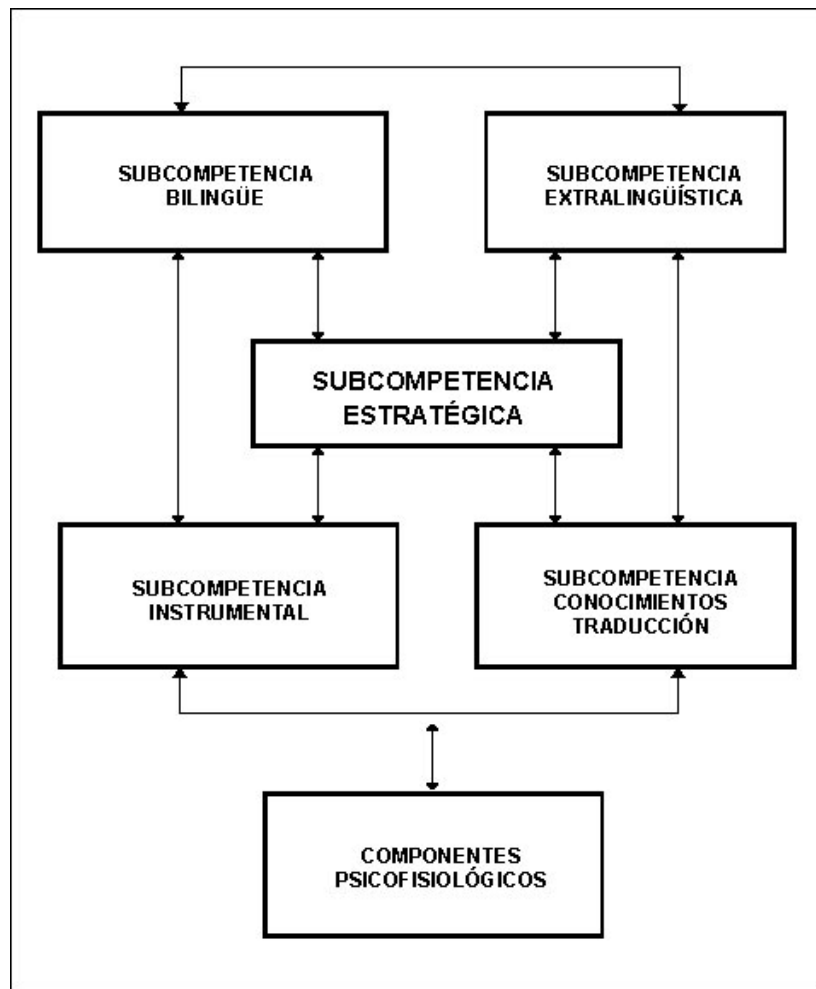 SUBCOMPETENCIA
BILINGÜE
SUBCOMPETENCIA
EXTRALINGÜÍSTICA
SUBCOMPETENCIA
ESTRATÉGICA
SUBCOMPETENCIA
INSTRUMENTAL
SUBCOMPETENCIA
CONOCIMIENTOS
TRADUCCIÓN
COMPONENTES
PSICOFISIOLÓGICOS